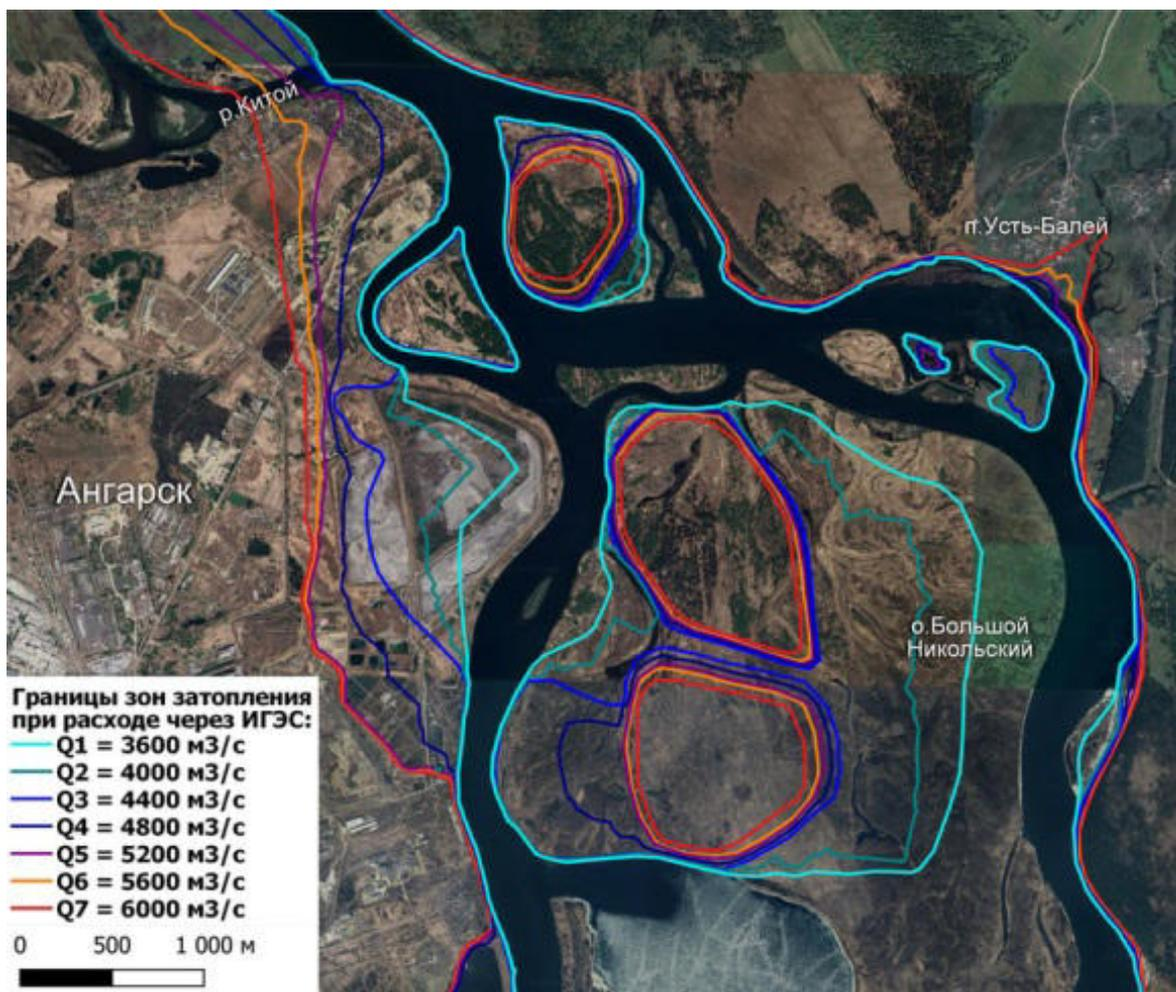 р.Китой
п.Усть-Балей
Ангарск
о.Большой
Никольский
Границы зон затопления
при расходе через ИГЭС:
Q1 = 3600 м3/с
Q2 = 4000 м3/с
Q3 = 4400 м3/с
Q4 = 4800 м3/с
Q5 = 5200 м3/с
Q6 = 5600 м3/с
Q7 = 6000 м3/с
0 500 1 000 м